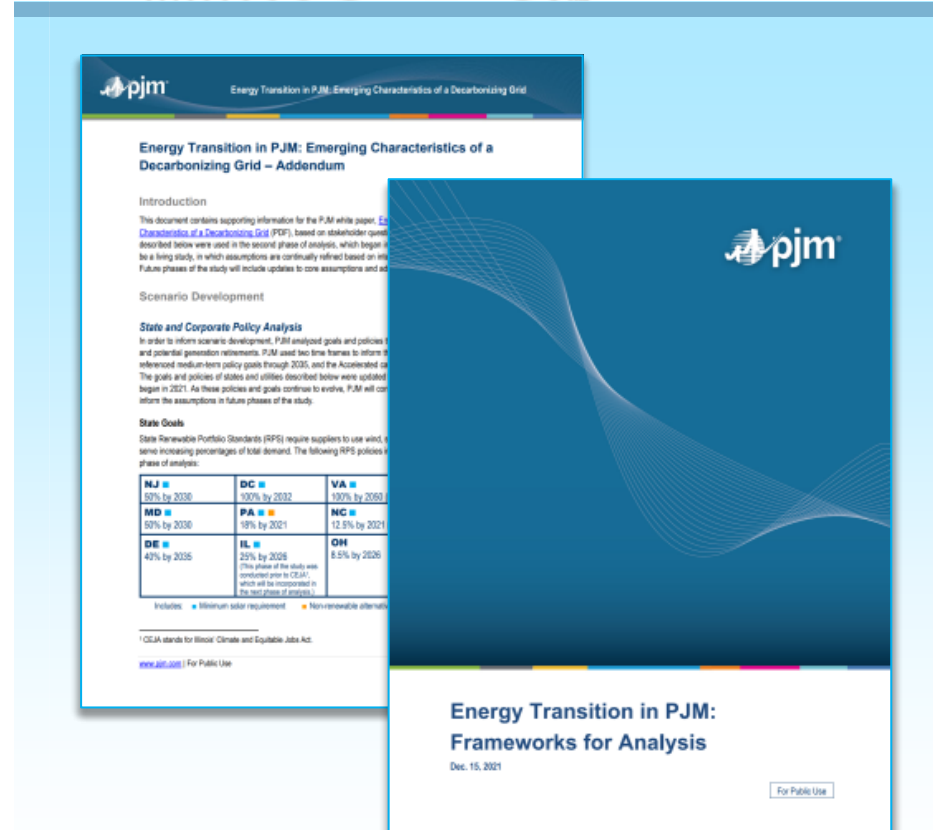 pjm
Energy Transition in PJM: Emerging Characteristics of a Decarbonizing Grid
Energy Transition in PJM: Emerging Characteristics of a
Decarbonizing Grid – Addendum
Introduction
This document contains supporting information for the PJM white paper,
Characteristics of a Decarbonizing Grid (PDF), based on stakeholder
described below were used in the second phase of analysis, which began
be a living study, in which assumptions are continually refined based on
Future phases of the study will include updates to core assumptions and
Scenario Development
State and Corporate Policy Analysis
In order to inform scenario development, PJM analyzed goals and policies
and potential generation retirements. PJM used two time frames to inform
referenced medium-term policy goals through 2035, and the Accelerated
The goals and policies of states and utilities described below were updated
began in 2021. As these policies and goals continue to evolve, PJM will
inform the assumptions in future phases of the study.
State Goals
State Renewable Portfolio Standards (RPS) require suppliers to use wind,
serve increasing percentages of total demand. The following RPS policies
phase of analysis:
NJ
50% by 2030
DC
100% by 2032
VA
100% by 2050
MD
50% by 2030
PA
18% by 2021
NC
12.5% by 2021
DE
40% by 2035
IL
25% by 2026
(This phase of the study was
conducted prior to CEJA¹,
which will be incorporated in
the next phase of analysis.)
OH
8.5% by 2026
Includes: Minimum solar requirement Non-renewable
¹ CEJA stands for Illinois' Climate and Equitable Jobs Act.
www.pjm.com | For Public Use
pjm
Energy Transition in PJM:
Frameworks for Analysis
Dec. 15, 2021
For Public Use